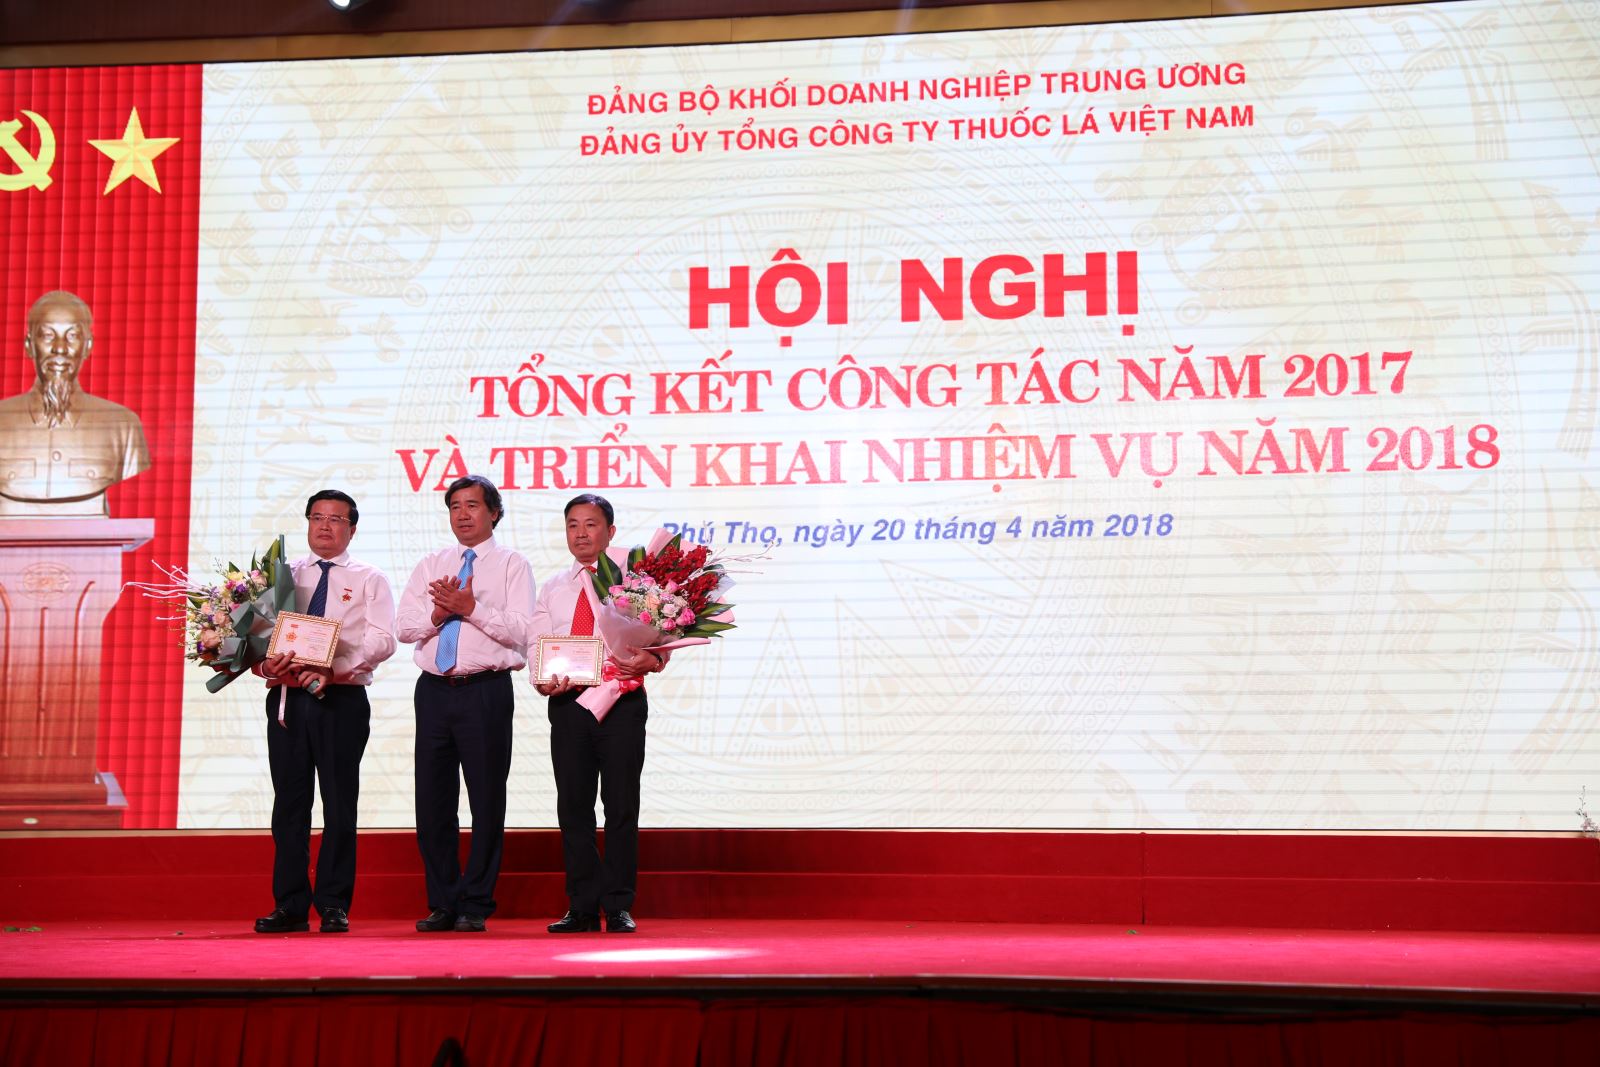 ĐẢNG BỘ KHỐI DOANH NGHIỆP TRUNG ƯƠNG
ĐẢNG ỦY TỔNG CÔNG TY THUỐC LÁ VIỆT NAM
HỘI NGHỊ
TỔNG KẾT CÔNG TÁC NĂM 2017
VÀ TRIỂN KHAI NHIỆM VỤ NĂM 2018
Phú Thọ, ngày 20 tháng 4 năm 2018